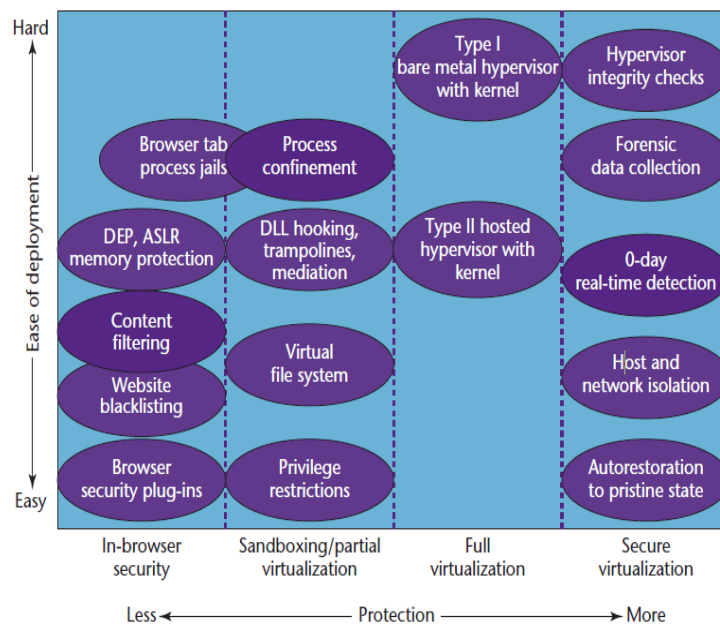 Hard
Ease of deployment
Easy
Type I
bare metal hypervisor
with kernel
Hypervisor
integrity checks
Browser tab
process jails
Process
confinement
Forensic
data collection
DEP, ASLR
memory protection
DLL hooking,
trampolines,
mediation
Type II hosted
hypervisor with
kernel
0-day
real-time detection
Content
filtering
Virtual
file system
Host and
network isolation
Website
blacklisting
Browser
security plug-ins
Privilege
restrictions
Autorestoration
to pristine state
In-browser
security
Sandboxing/partial
virtualization
Full
virtualization
Secure
virtualization
Less
Protection
More